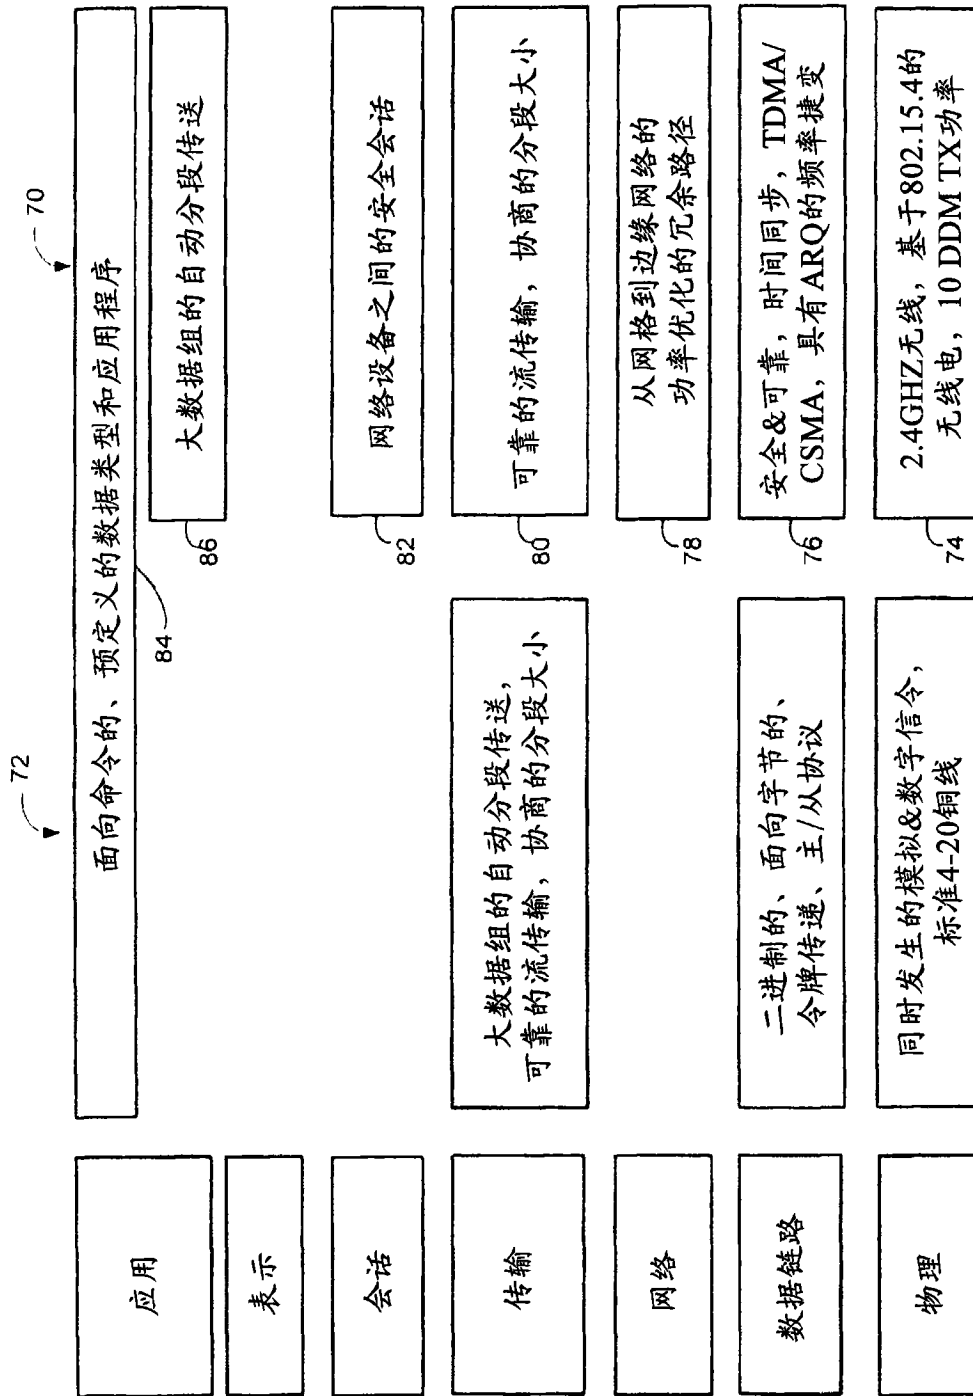 70
72
应用
面向命令的、预定义的数据类型和应用程序
84
大数据组的自动分段传送
86
表示
会话
网络设备之间的安全会话
82
传输
大数据组的自动分段传送,
可靠的流传输, 协商的分段大小
可靠的流传输, 协商的分段大小
80
网络
从网格到边缘网络的
功率优化的冗余路径
78
数据链路
二进制的、面向字节的、
令牌传递、主/从协议
安全&可靠, 时间同步, TDMA/
CSMA, 具有ARQ的频率捷变
76
物理
同时发生的模拟&数字信令,
标准4-20铜线
2.4GHZ无线, 基于802.15.4的
无线电, 10 DDM TX功率
74